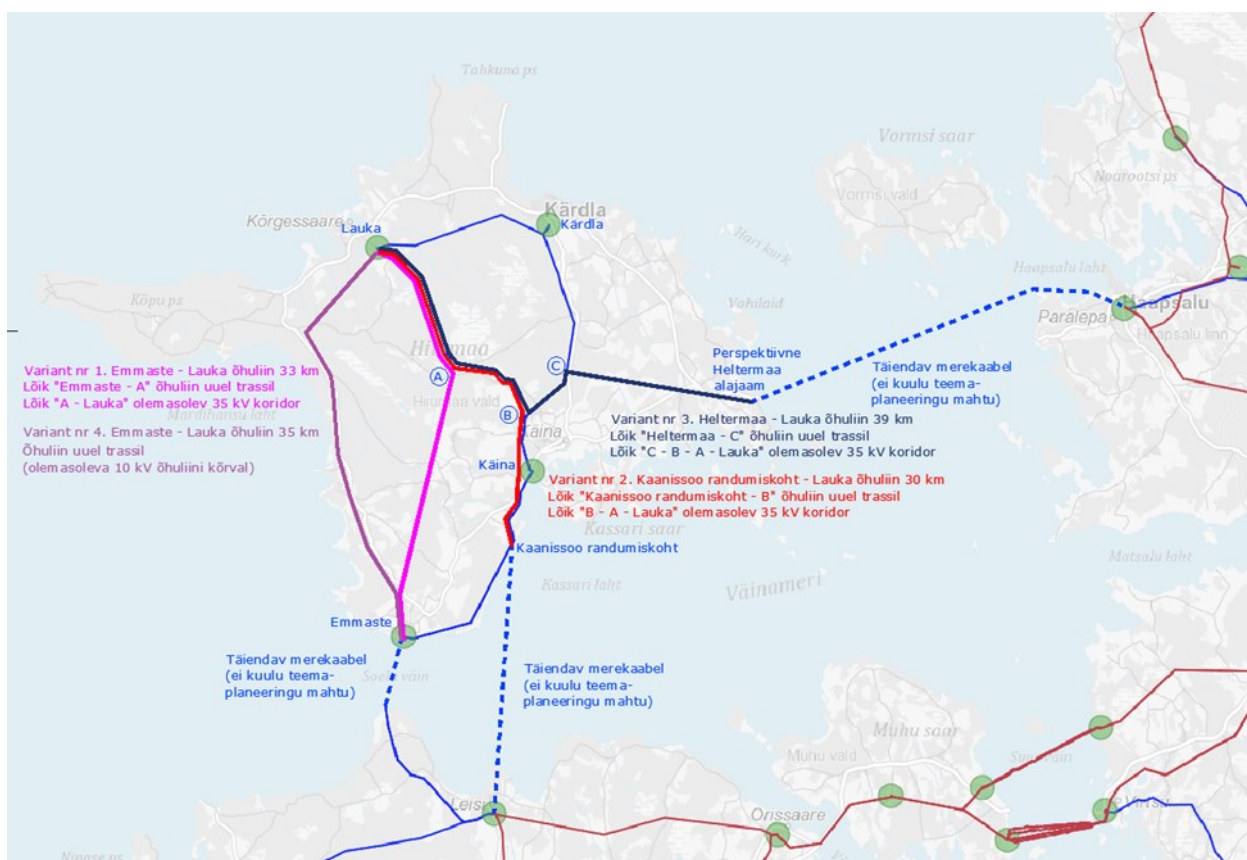 Tahkuna ps
Vormsi saar
Noarootsi ps
Vormsi vald
Kärdla
Kärdla
Kõrgessaare
Lauka
Hari kurk
Haapsalu laht
Köpu ps
Vohilaid
Haapsalu
Paralepa
Haapsalu linn
Hiiumaa
Perspektiivne
Heltermaa
alajaam
Täiendav merekaabel
(ei kuulu teema-
planeeringu mahtu)
A
C
B
Hiiumaa vald
Variant nr 1. Emmaste - Lauka õhuliin 33 km
Lõik "Emmaste - A" õhuliin uuel trassil
Lõik "A - Lauka" olemasolev 35 kV koridor
Mardihansu laht
Variant nr 4. Emmaste - Lauka õhuliin 35 km
Õhuliin uuel trassil
(olemasoleva 10 kV õhuliini kõrval)
Variant nr 3. Heltermaa - Lauka õhuliin 39 km
Lõik "Heltermaa - C" õhuliin uuel trassil
Lõik "C - B - A - Lauka" olemasolev 35 kV koridor
Käina
Käina
Variant nr 2. Kaanissoo randumiskoht - Lauka õhuliin 30 km
Lõik "Kaanissoo randumiskoht - B" õhuliin uuel trassil
Lõik "B - A - Lauka" olemasolev 35 kV koridor
Kassari saar
Kaanissoo randumiskoht
Matsalu laht
Kassari laht
Väinameri
Emmaste
Täiendav merekaabel
(ei kuulu teema-
planeeringu mahtu)
Soela väin
Täiendav merekaabel
(ei kuulu teema-
planeeringu mahtu)
Muhu saar
Muhu vald
Suur väin
Leisi
Orissaare
Virtsu
Ninase ps